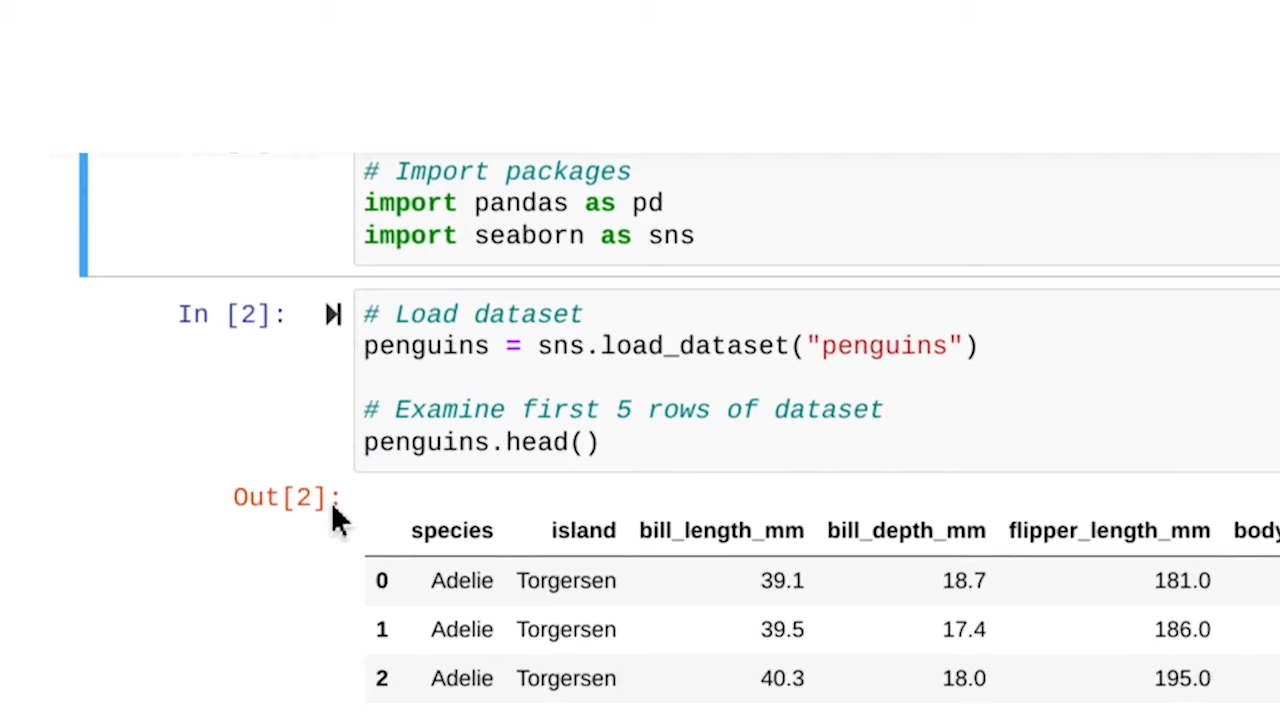 # Import packages
import pandas as pd
import seaborn as sns
In [2]:
# Load dataset
penguins = sns.load_dataset("penguins")
# Examine first 5 rows of dataset
penguins.head()
Out[2]:
species island bill_length_mm bill_depth_mm flipper_length_mm body
0 Adelie Torgersen 39.1 18.7 181.0
1 Adelie Torgersen 39.5 17.4 186.0
2 Adelie Torgersen 40.3 18.0 195.0